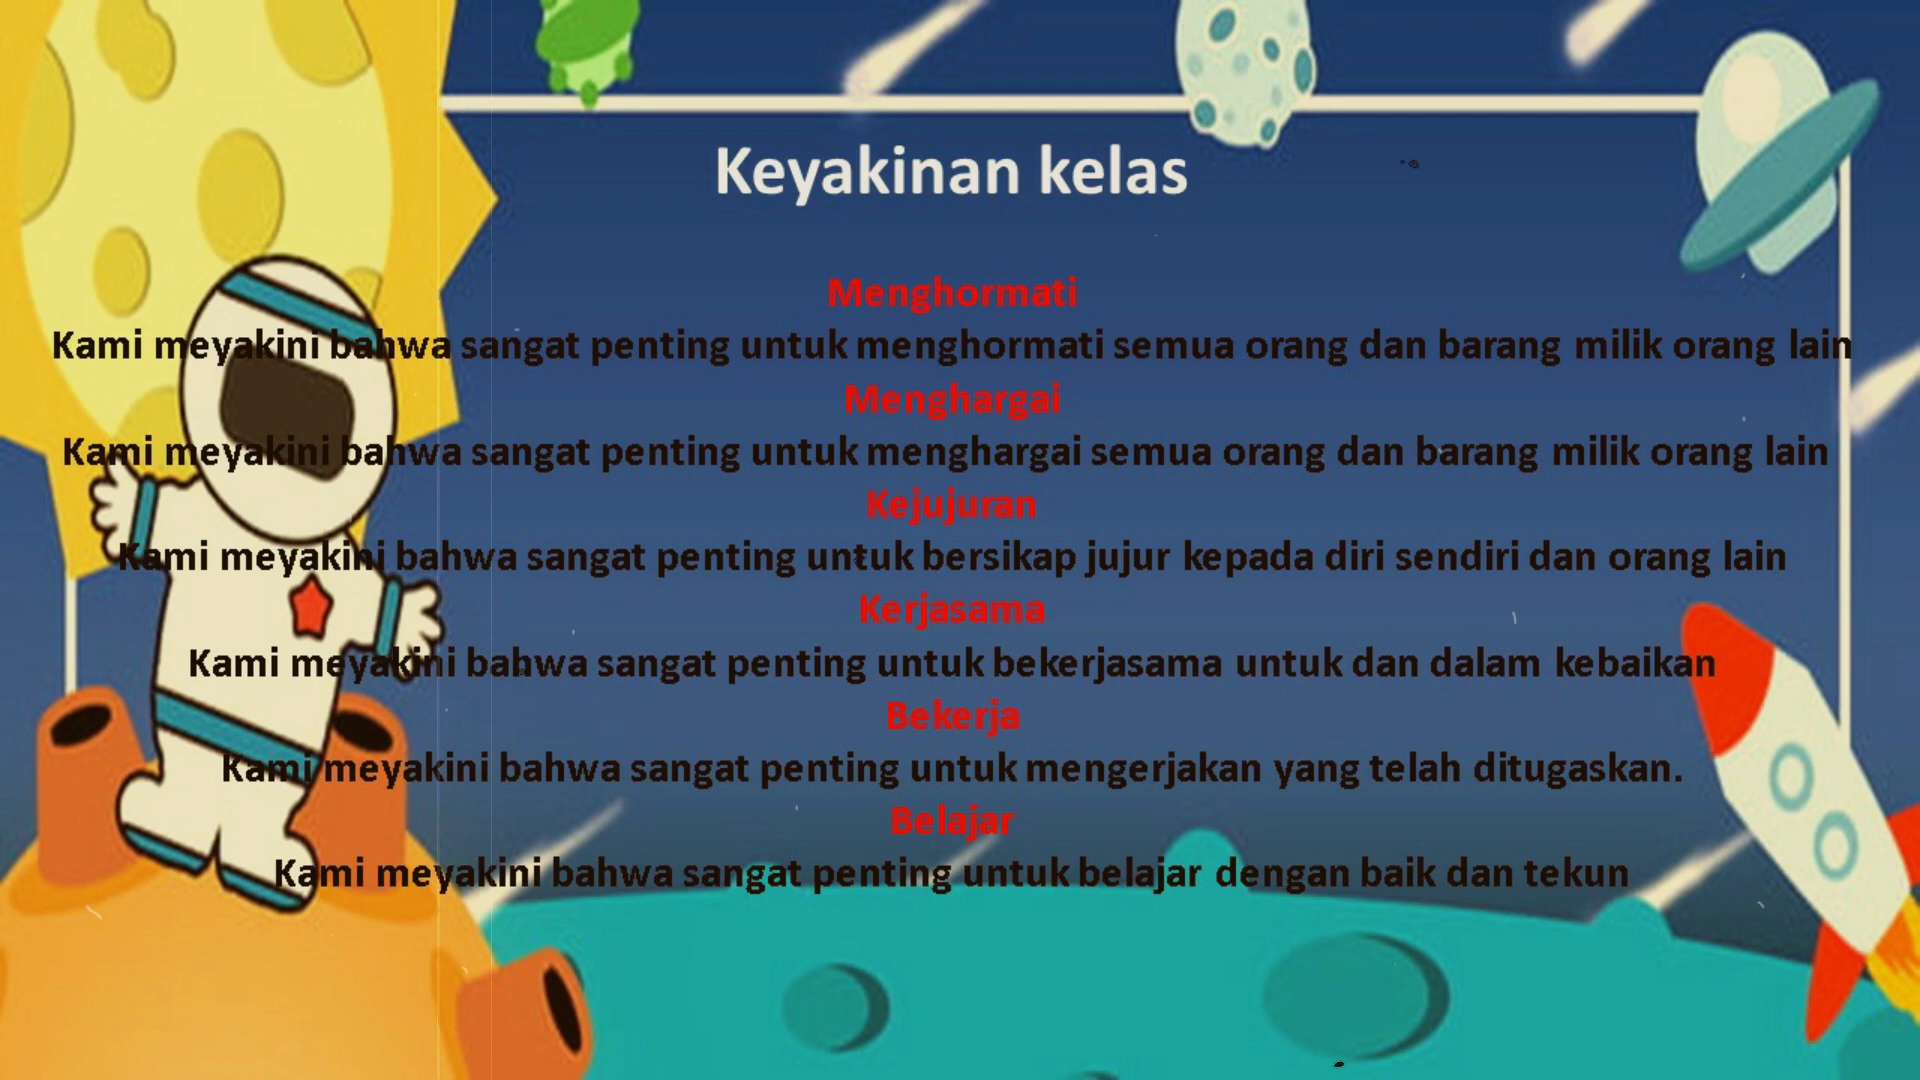 Keyakinan kelas
Menghormati
Kami meyakini bahwa sangat penting untuk menghormati semua orang dan barang milik orang lain
Menghargai
Kami meyakini bahwa sangat penting untuk menghargai semua orang dan barang milik orang lain
Kejujuran
Kami meyakini bahwa sangat penting untuk bersikap jujur kepada diri sendiri dan orang lain
Kerjasama
Kami meyakini bahwa sangat penting untuk bekerjasama untuk dan dalam kebaikan
Bekerja
Kami meyakini bahwa sangat penting untuk mengerjakan yang telah ditugaskan.
Belajar
Kami meyakini bahwa sangat penting untuk belajar dengan baik dan tekun